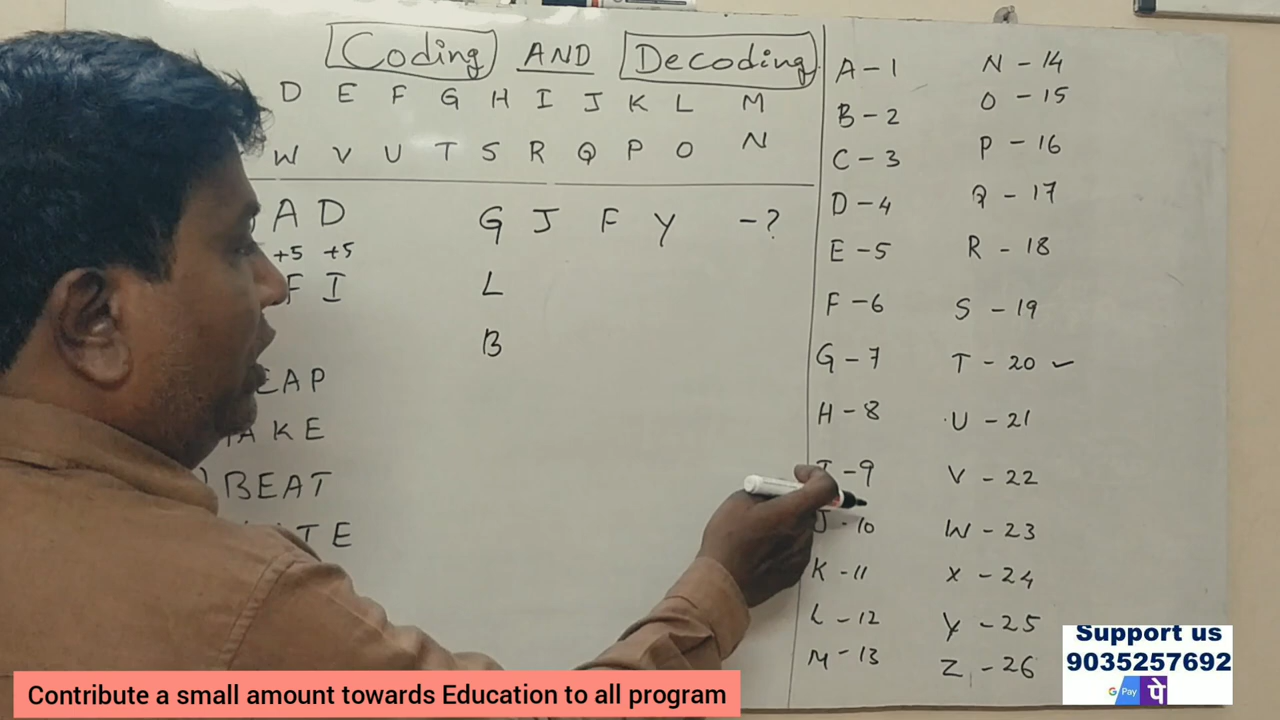 Coding AND Decoding
D E F G H I J K L M
W V U T S R Q P O N
A D G J F Y - ?
+5 +5
F I L
B
EAP
AKE
) BEAT
TE
A - 1
B - 2
C - 3
D - 4
E - 5
F - 6
G - 7
H - 8
I - 9
J - 10
K - 11
L - 12
M - 13
N - 14
O - 15
P - 16
Q - 17
R - 18
S - 19
T - 20 ✓
U - 21
V - 22
W - 23
X - 24
Y - 25
Z - 26
Support us
9035257692
G Pay पे
Contribute a small amount towards Education to all program